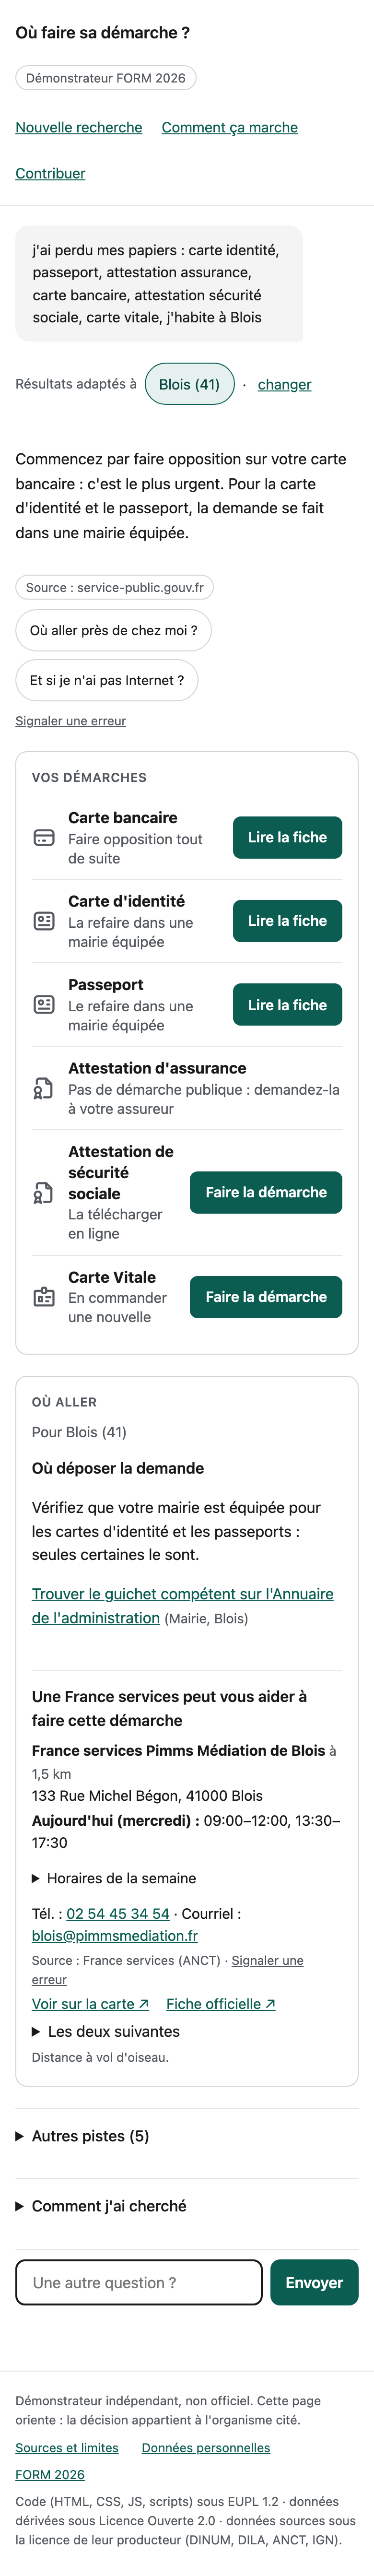 Où faire sa démarche ?
Démonstrateur FORM 2026
Nouvelle recherche Comment ça marche
Contribuer
j'ai perdu mes papiers : carte identité,
passeport, attestation assurance,
carte bancaire, attestation sécurité
sociale, carte vitale, j'habite à Blois
Résultats adaptés à Blois (41) · changer
Commencez par faire opposition sur votre carte
bancaire : c'est le plus urgent. Pour la carte
d'identité et le passeport, la demande se fait
dans une mairie équipée.
Source : service-public.gouv.fr
Où aller près de chez moi ?
Et si je n'ai pas Internet ?
Signaler une erreur
VOS DÉMARCHES
Carte bancaire
Faire opposition tout
de suite
Lire la fiche
Carte d'identité
La refaire dans une
mairie équipée
Lire la fiche
Passeport
Le refaire dans une
mairie équipée
Lire la fiche
Attestation d'assurance
Pas de démarche publique : demandez-la
à votre assureur
Attestation de
sécurité
sociale
La télécharger
en ligne
Faire la démarche
Carte Vitale
En commander
une nouvelle
Faire la démarche
OÙ ALLER
Pour Blois (41)
Où déposer la demande
Vérifiez que votre mairie est équipée pour
les cartes d'identité et les passeports :
seules certaines le sont.
Trouver le guichet compétent sur l'Annuaire
de l'administration (Mairie, Blois)
Une France services peut vous aider à
faire cette démarche
France services Pimms Médiation de Blois à
1,5 km
133 Rue Michel Bégon, 41000 Blois
Aujourd'hui (mercredi) : 09:00–12:00, 13:30–
17:30
Horaires de la semaine
Tél. : 02 54 45 34 54 · Courriel :
blois@pimmsmediation.fr
Source : France services (ANCT) · Signaler une
erreur
Voir sur la carte ↗ Fiche officielle ↗
Les deux suivantes
Distance à vol d'oiseau.
Autres pistes (5)
Comment j'ai cherché
Une autre question ?
Envoyer
Démonstrateur indépendant, non officiel. Cette page
oriente : la décision appartient à l'organisme cité.
Sources et limites Données personnelles
FORM 2026
Code (HTML, CSS, JS, scripts) sous EUPL 1.2 · données
dérivées sous Licence Ouverte 2.0 · données sources sous
la licence de leur producteur (DINUM, DILA, ANCT, IGN).